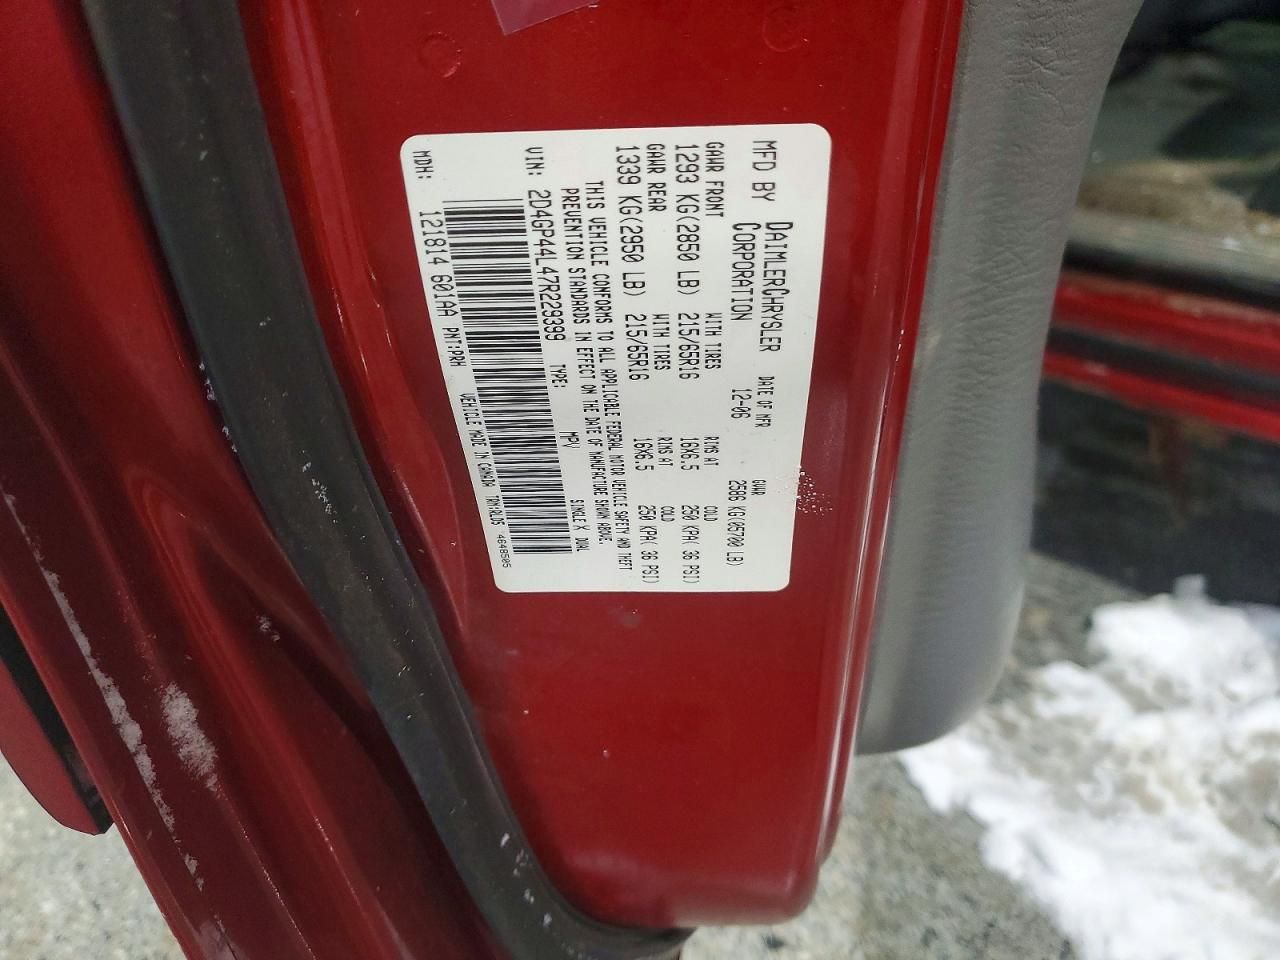 MFD BY DAIMLERCHRYSLER CORPORATION
DATE OF MFR 12-06
GVWR 2586 KG(05700 LB)
GAWR FRONT WITH TIRES RIMS AT COLD
1293 KG(2850 LB) 215/65R16 16X6.5 250 KPA( 36 PSI)
GAWR REAR WITH TIRES RIMS AT COLD
1339 KG(2950 LB) 215/65R16 16X6.5 250 KPA( 36 PSI)
THIS VEHICLE CONFORMS TO ALL APPLICABLE FEDERAL MOTOR VEHICLE SAFETY AND THEFT
PREVENTION STANDARDS IN EFFECT ON THE DATE OF MANUFACTURE SHOWN ABOVE.
VIN: 2D4GP44L47R229399 TYPE: MPV SINGLE X DUAL
MDH: 121814 601AA PNT:PRH VEHICLE MADE IN CANADA 4648505